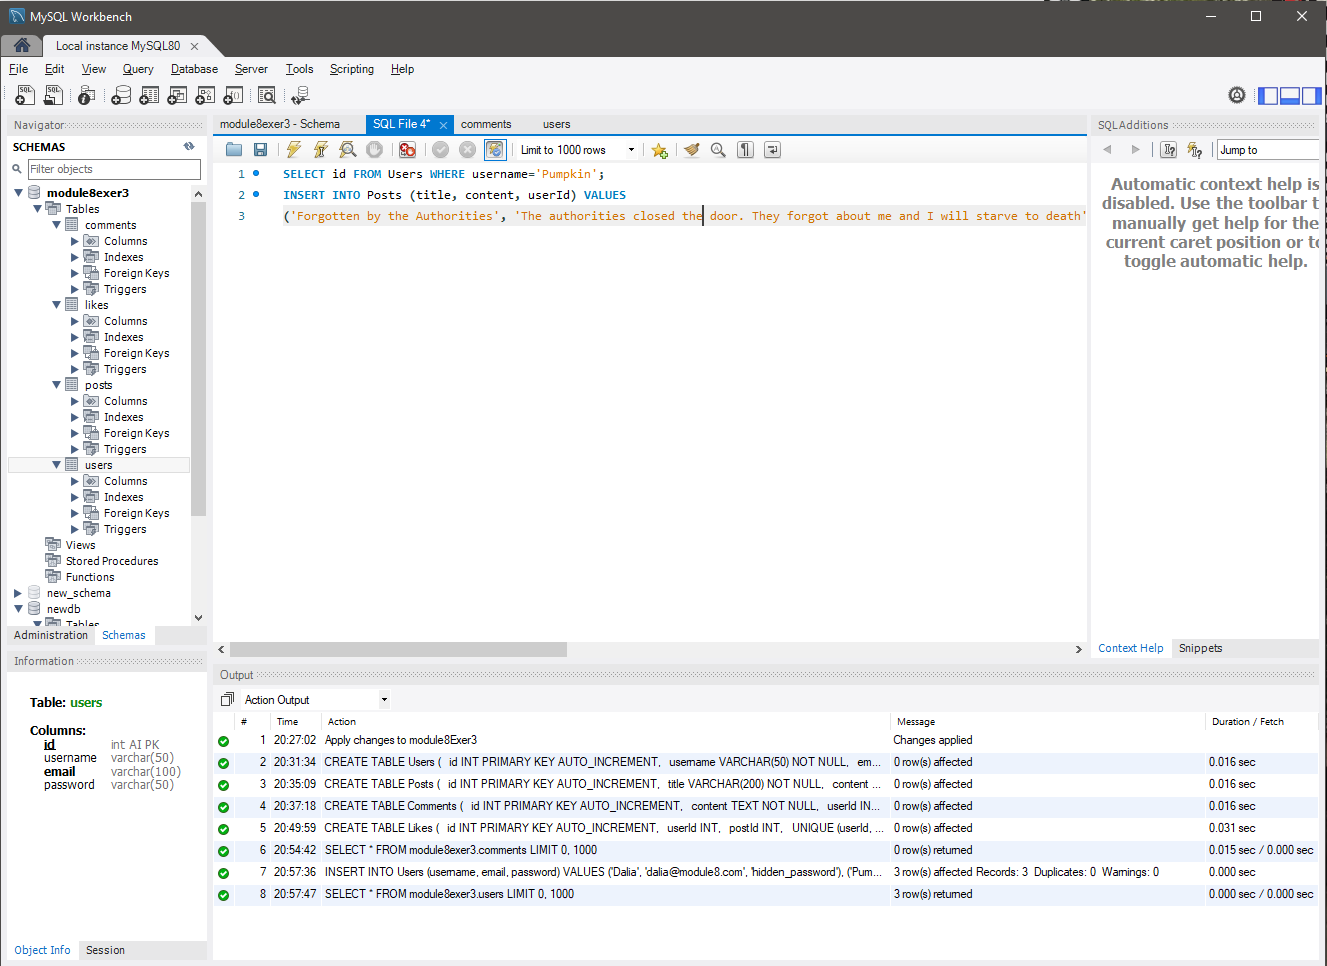 MySQL Workbench
Local instance MySQL80
File Edit View Query Database Server Tools Scripting Help
Navigator
SCHEMAS
Filter objects
module8exer3
Tables
comments
Columns
Indexes
Foreign Keys
Triggers
likes
Columns
Indexes
Foreign Keys
Triggers
posts
Columns
Indexes
Foreign Keys
Triggers
users
Columns
Indexes
Foreign Keys
Triggers
Views
Stored Procedures
Functions
new_schema
newdb
Tables
Administration Schemas
Information
Table: users
Columns:
id int AI PK
username varchar(50)
email varchar(100)
password varchar(50)
Object Info Session
module8exer3 - Schema SQL File 4* comments users
Limit to 1000 rows
1 SELECT id FROM Users WHERE username='Pumpkin';
2 INSERT INTO Posts (title, content, userId) VALUES
3 ('Forgotten by the Authorities', 'The authorities closed the door. They forgot about me and I will starve to death'
SQLAdditions
Jump to
Automatic context help is
disabled. Use the toolbar t
manually get help for the
current caret position or to
toggle automatic help.
Context Help Snippets
Output
Action Output
# Time Action Message Duration / Fetch
1 20:27:02 Apply changes to module8Exer3 Changes applied
2 20:31:34 CREATE TABLE Users ( id INT PRIMARY KEY AUTO_INCREMENT, username VARCHAR(50) NOT NULL, em... 0 row(s) affected 0.016 sec
3 20:35:09 CREATE TABLE Posts ( id INT PRIMARY KEY AUTO_INCREMENT, title VARCHAR(200) NOT NULL, content ... 0 row(s) affected 0.016 sec
4 20:37:18 CREATE TABLE Comments ( id INT PRIMARY KEY AUTO_INCREMENT, content TEXT NOT NULL, userId IN... 0 row(s) affected 0.016 sec
5 20:49:59 CREATE TABLE Likes ( id INT PRIMARY KEY AUTO_INCREMENT, userId INT, postId INT, UNIQUE (userId, ... 0 row(s) affected 0.031 sec
6 20:54:42 SELECT * FROM module8exer3.comments LIMIT 0, 1000 0 row(s) returned 0.015 sec / 0.000 sec
7 20:57:36 INSERT INTO Users (username, email, password) VALUES ('Dalia', 'dalia@module8.com', 'hidden_password'), ('Pum... 3 row(s) affected Records: 3 Duplicates: 0 Warnings: 0 0.000 sec
8 20:57:47 SELECT * FROM module8exer3.users LIMIT 0, 1000 3 row(s) returned 0.000 sec / 0.000 sec